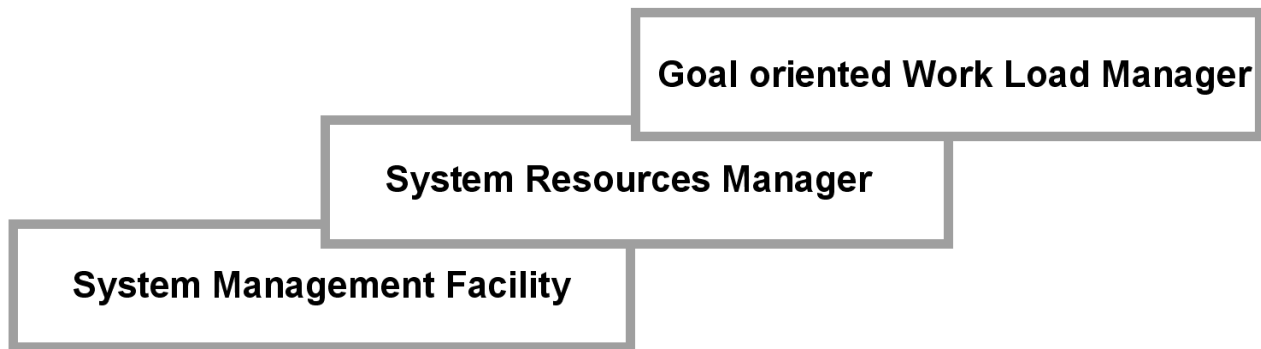 Goal oriented Work Load Manager
System Resources Manager
System Management Facility